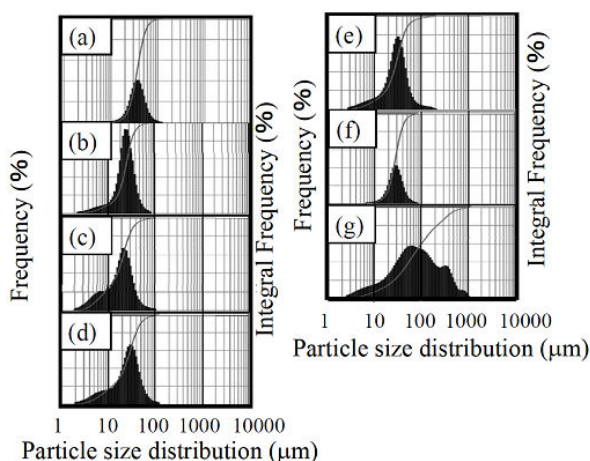 (a)
(b)
(c)
(d)
Frequency (%)
Integral Frequency (%)
1 10 100 1000 10000
Particle size distribution (μm)
(e)
(f)
(g)
Frequency (%)
Integral Frequency (%)
1 10 100 1000 10000
Particle size distribution (μm)